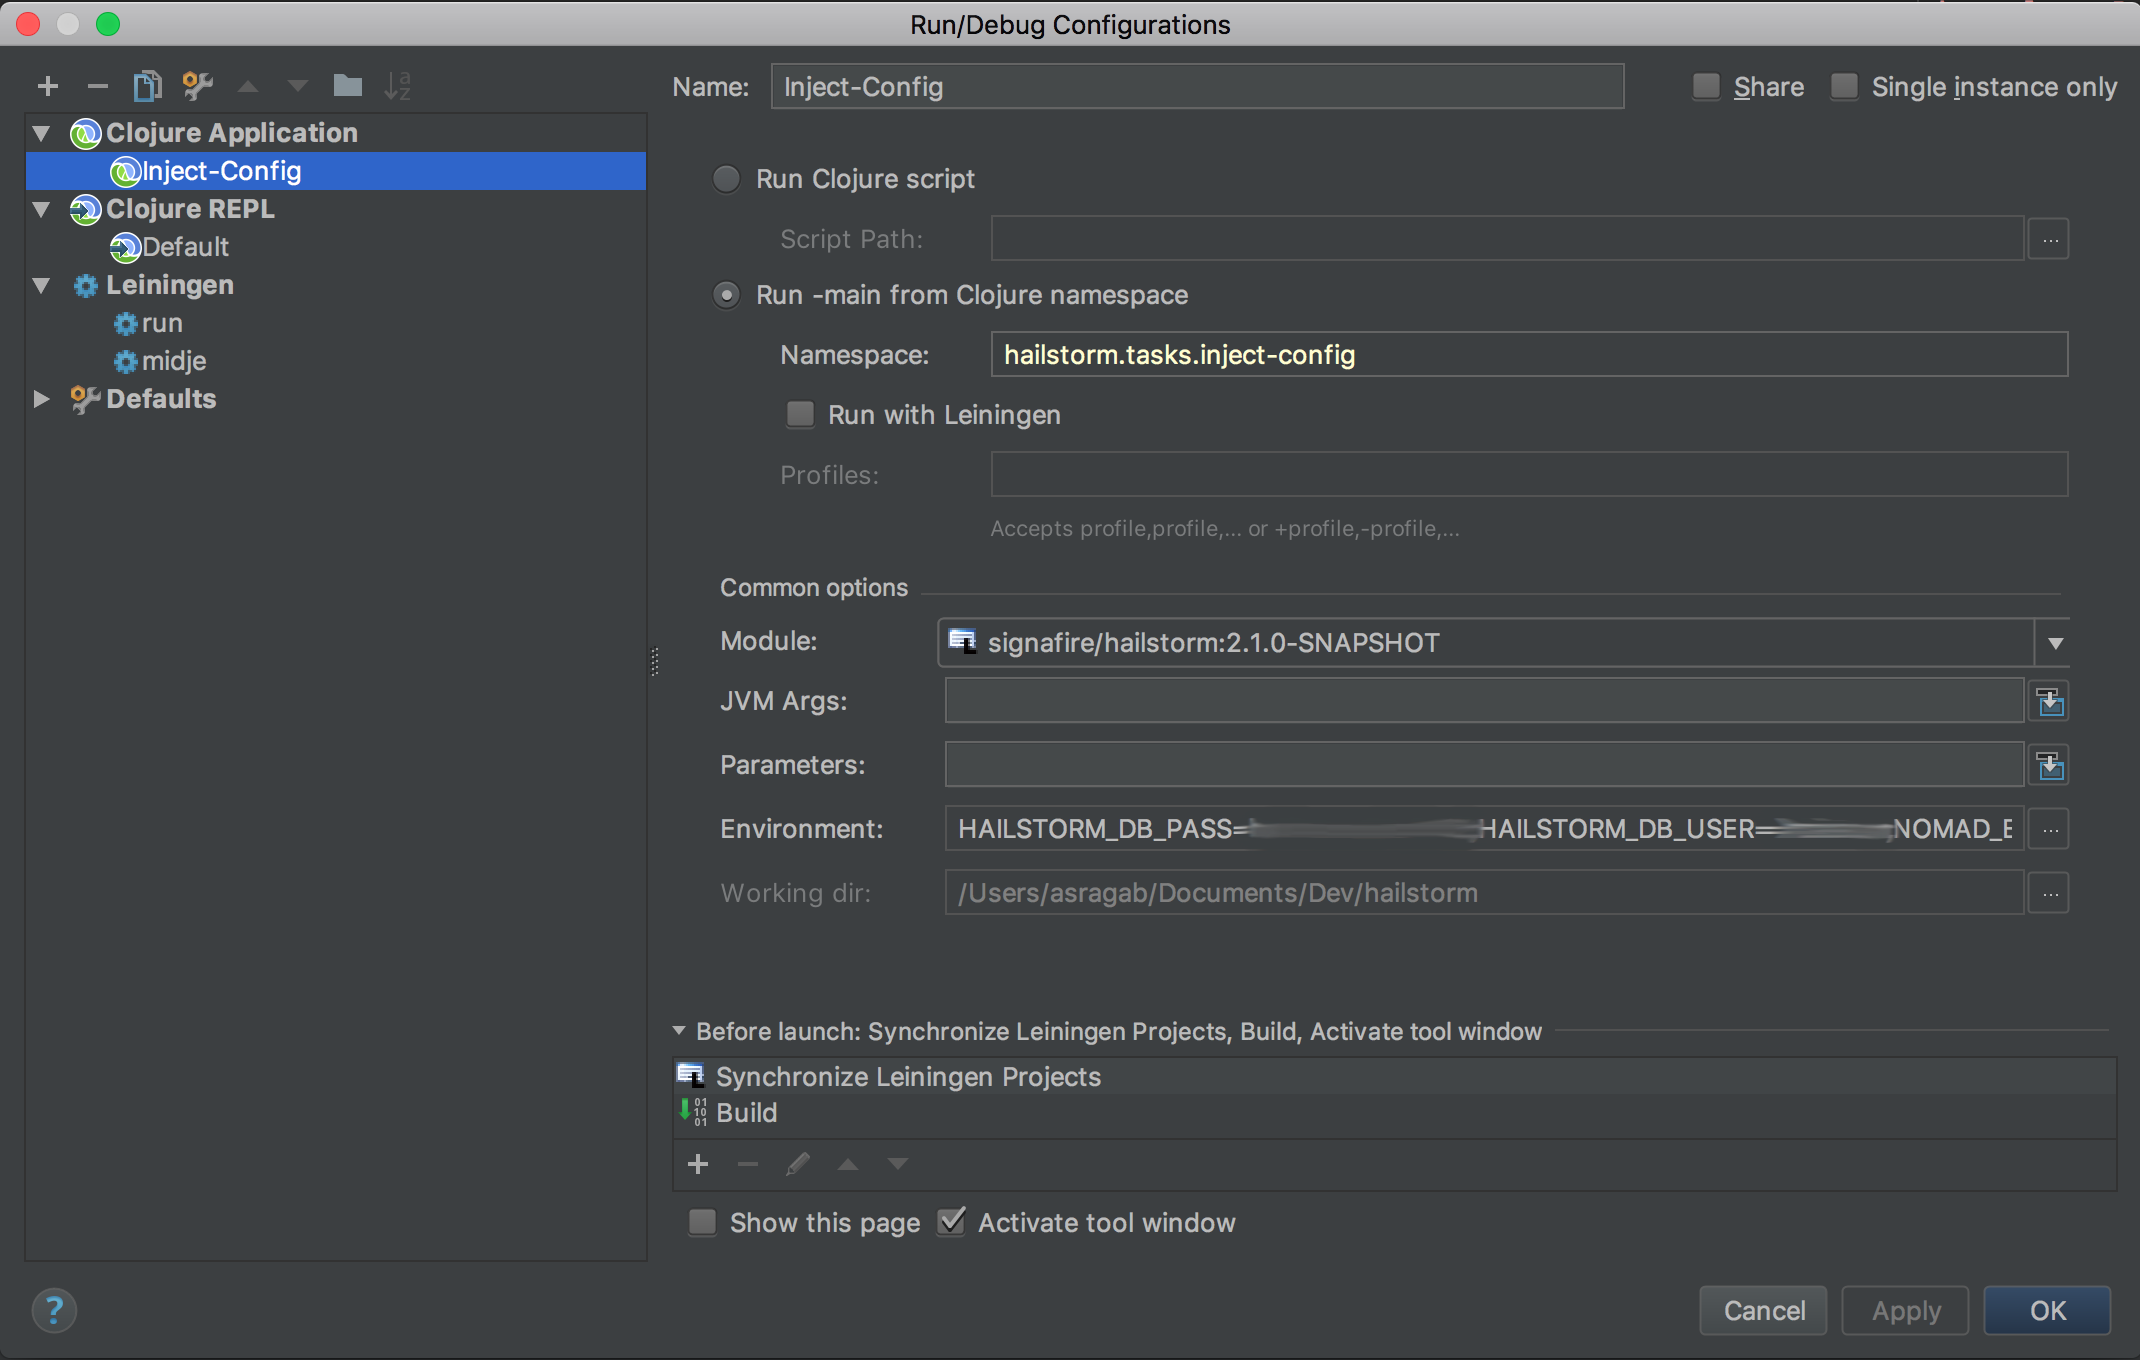 Run/Debug Configurations
Name: Inject-Config Share Single instance only
Clojure Application
Inject-Config
Clojure REPL
Default
Leiningen
run
midje
Defaults
Run Clojure script
Script Path: ...
Run -main from Clojure namespace
Namespace: hailstorm.tasks.inject-config
Run with Leiningen
Profiles:
Accepts profile,profile,... or +profile,-profile,...
Common options
Module: signafire/hailstorm:2.1.0-SNAPSHOT
JVM Args:
Parameters:
Environment: HAILSTORM_DB_PASS= HAILSTORM_DB_USER= NOMAD_E ...
Working dir: /Users/asragab/Documents/Dev/hailstorm ...
Before launch: Synchronize Leiningen Projects, Build, Activate tool window
Synchronize Leiningen Projects
Build
Show this page Activate tool window
? Cancel Apply OK